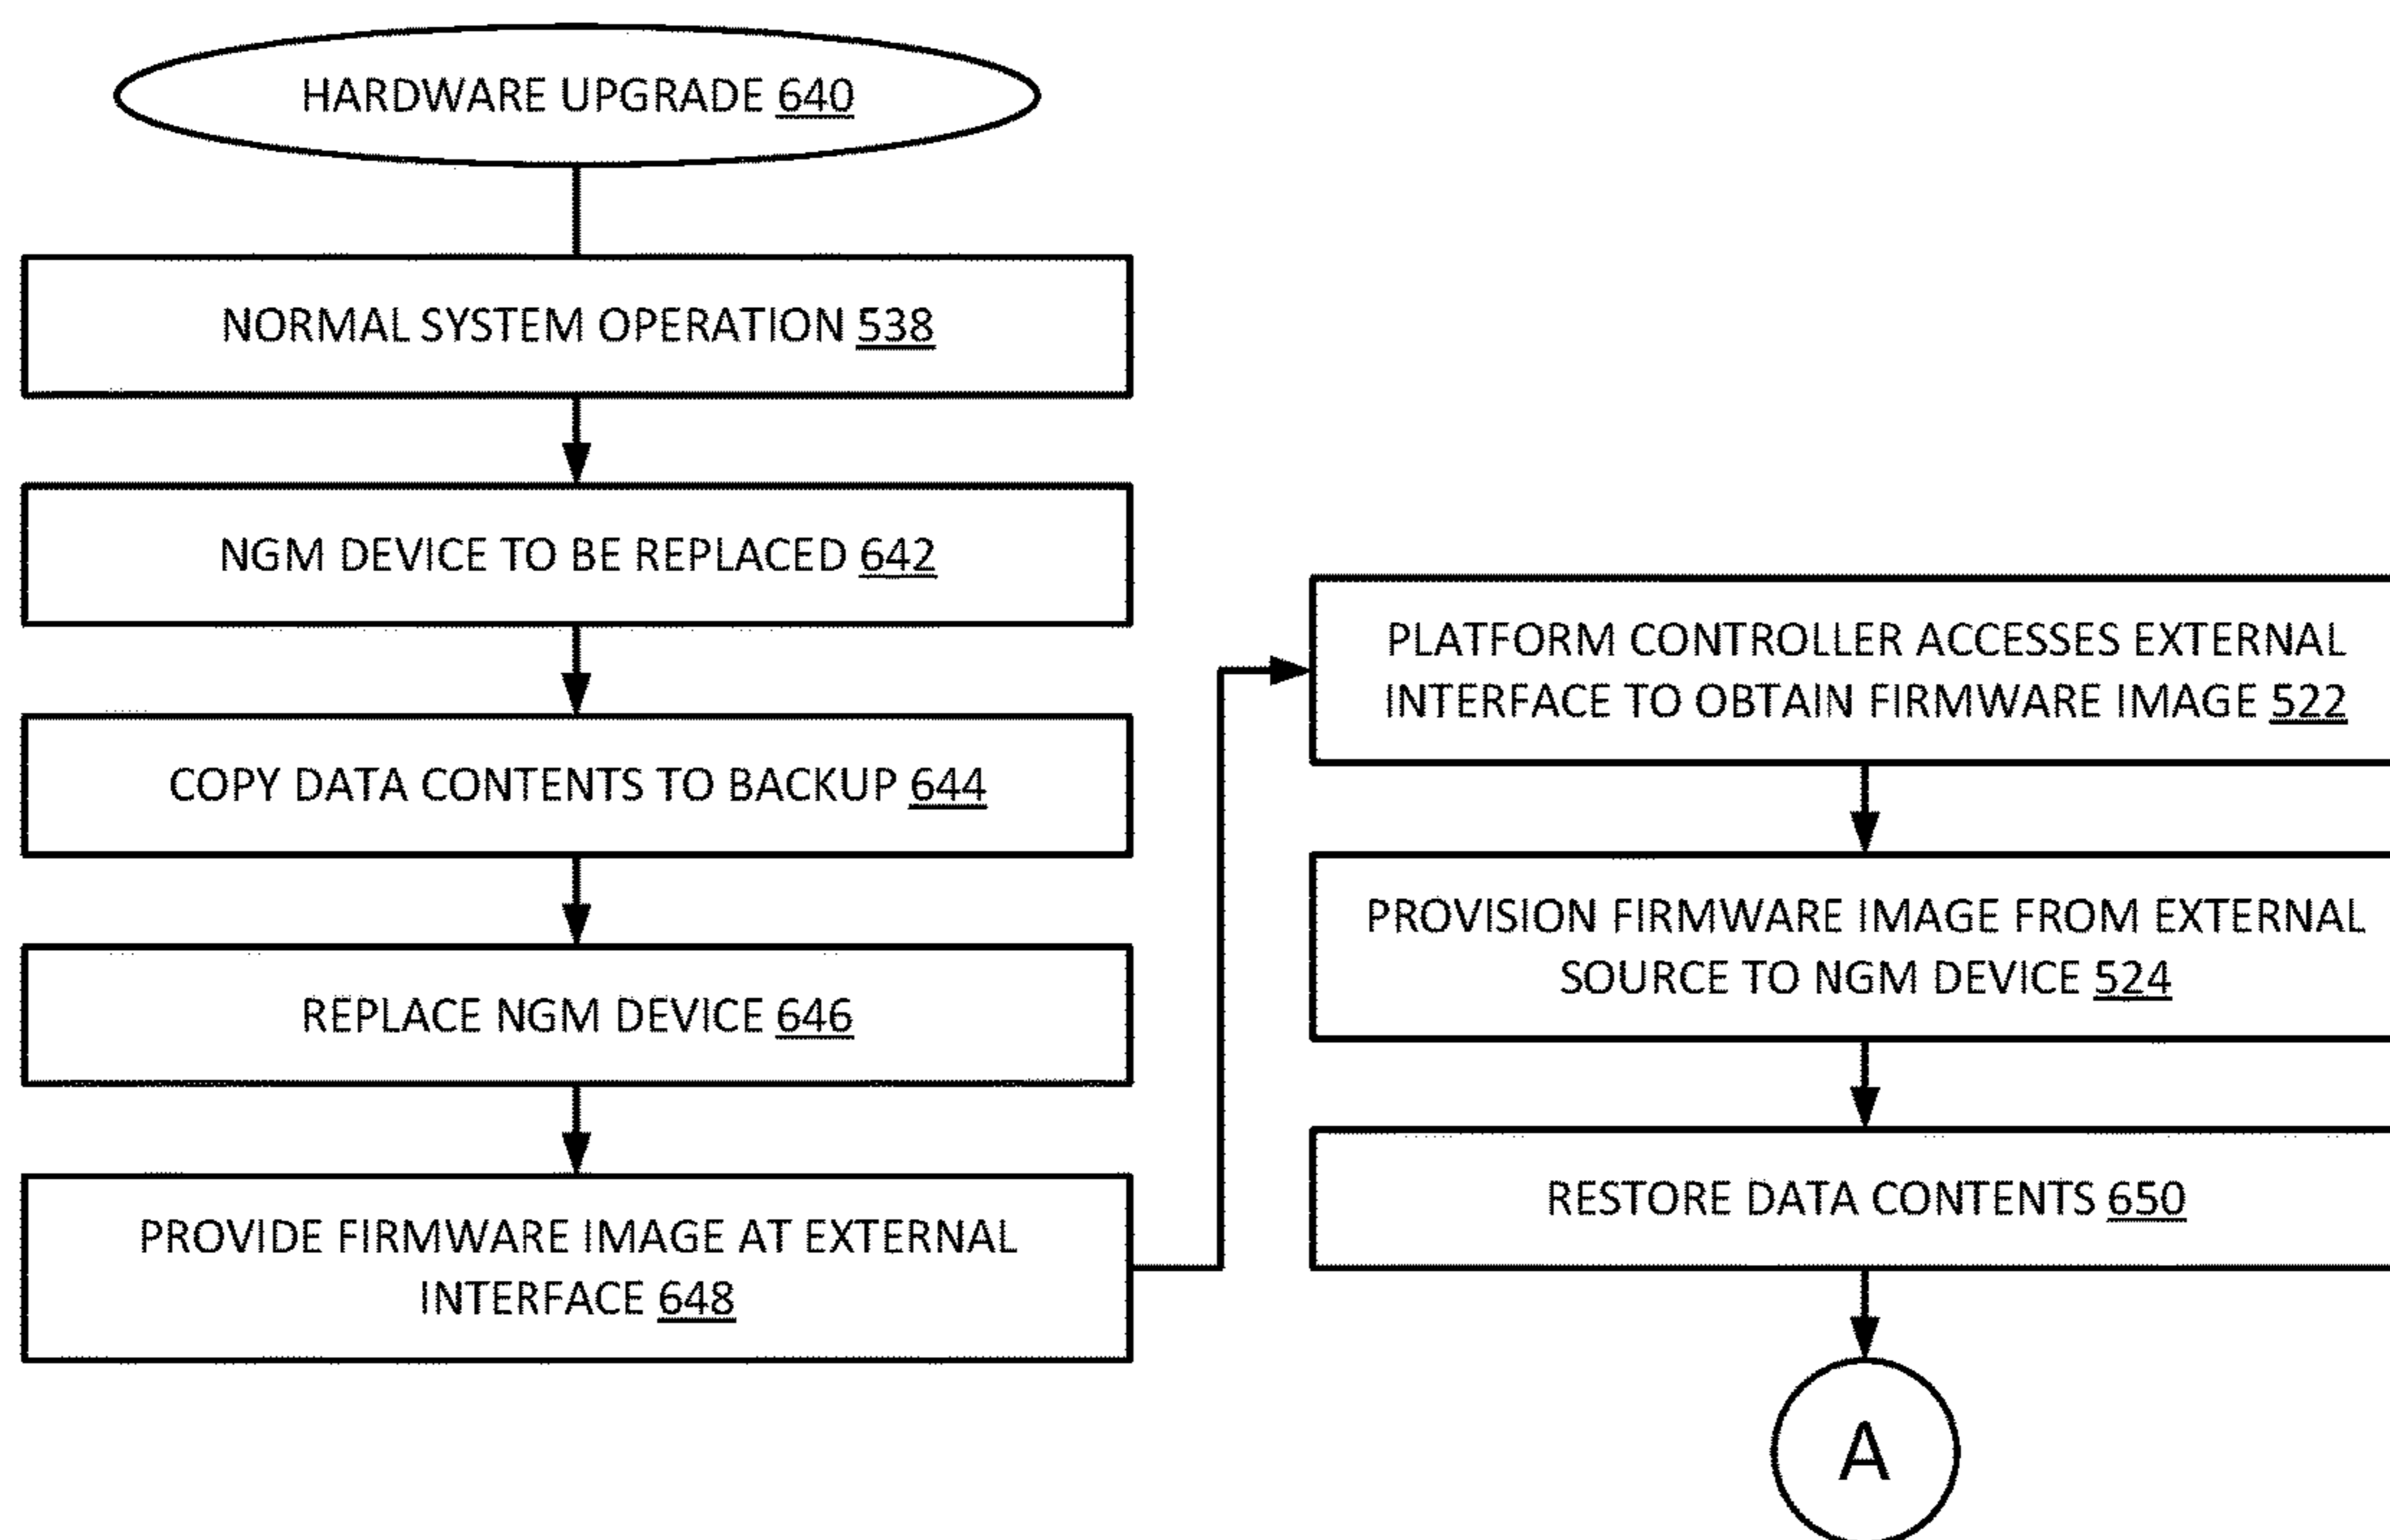 HARDWARE UPGRADE 640
NORMAL SYSTEM OPERATION 538
NGM DEVICE TO BE REPLACED 642
COPY DATA CONTENTS TO BACKUP 644
REPLACE NGM DEVICE 646
PROVIDE FIRMWARE IMAGE AT EXTERNAL
INTERFACE 648
PLATFORM CONTROLLER ACCESSES EXTERNAL
INTERFACE TO OBTAIN FIRMWARE IMAGE 522
PROVISION FIRMWARE IMAGE FROM EXTERNAL
SOURCE TO NGM DEVICE 524
RESTORE DATA CONTENTS 650
A